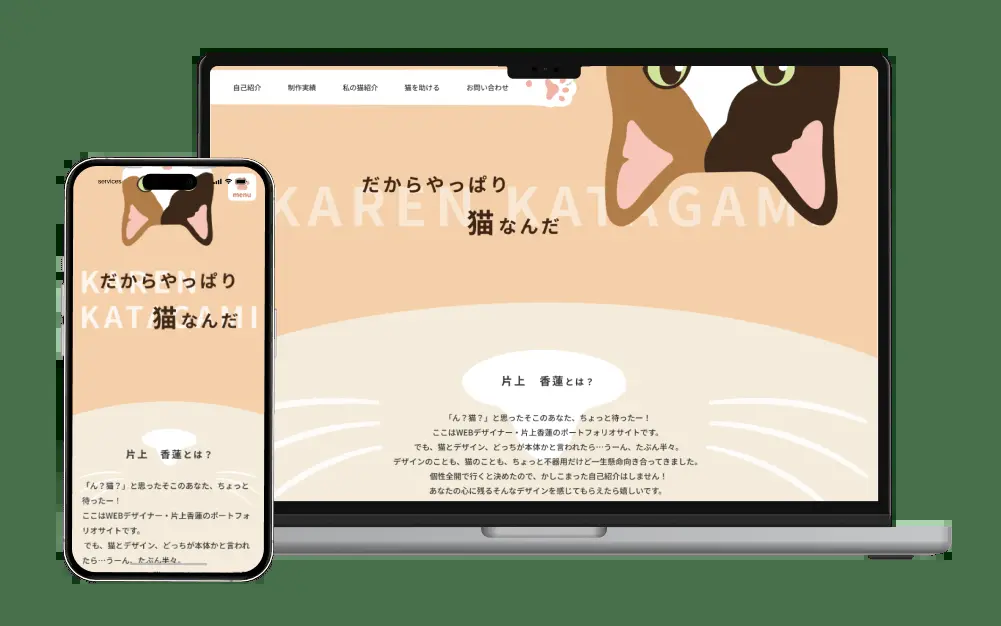 自己紹介
制作実績
私の猫紹介
猫を助ける
お問い合わせ
KAREN KATAGAM
だからやっぱり
猫なんだ
片上 香蓮とは？
「ん？猫？」と思ったそこのあなた、ちょっと待ったー！
ここはWEBデザイナー・片上香蓮のポートフォリオサイトです。
でも、猫とデザイン、どっちが本体かと言われたら…うーん、たぶん半々。
デザインのことも、猫のことも、ちょっと不器用だけど一生懸命向き合ってきました。
個性全開で行くと決めたので、かしこまった自己紹介はしません！
あなたの心に残るそんなデザインを感じてもらえたら嬉しいです。
services
menu
KAREN
KATAGAMI
だからやっぱり
猫なんだ
片上 香蓮とは？
「ん？猫？」と思ったそこのあなた、ちょっと
待ったー！
ここはWEBデザイナー・片上香蓮のポートフォ
リオサイトです。
でも、猫とデザイン、どっちが本体かと言われ
たら…うーん、たぶん半々。